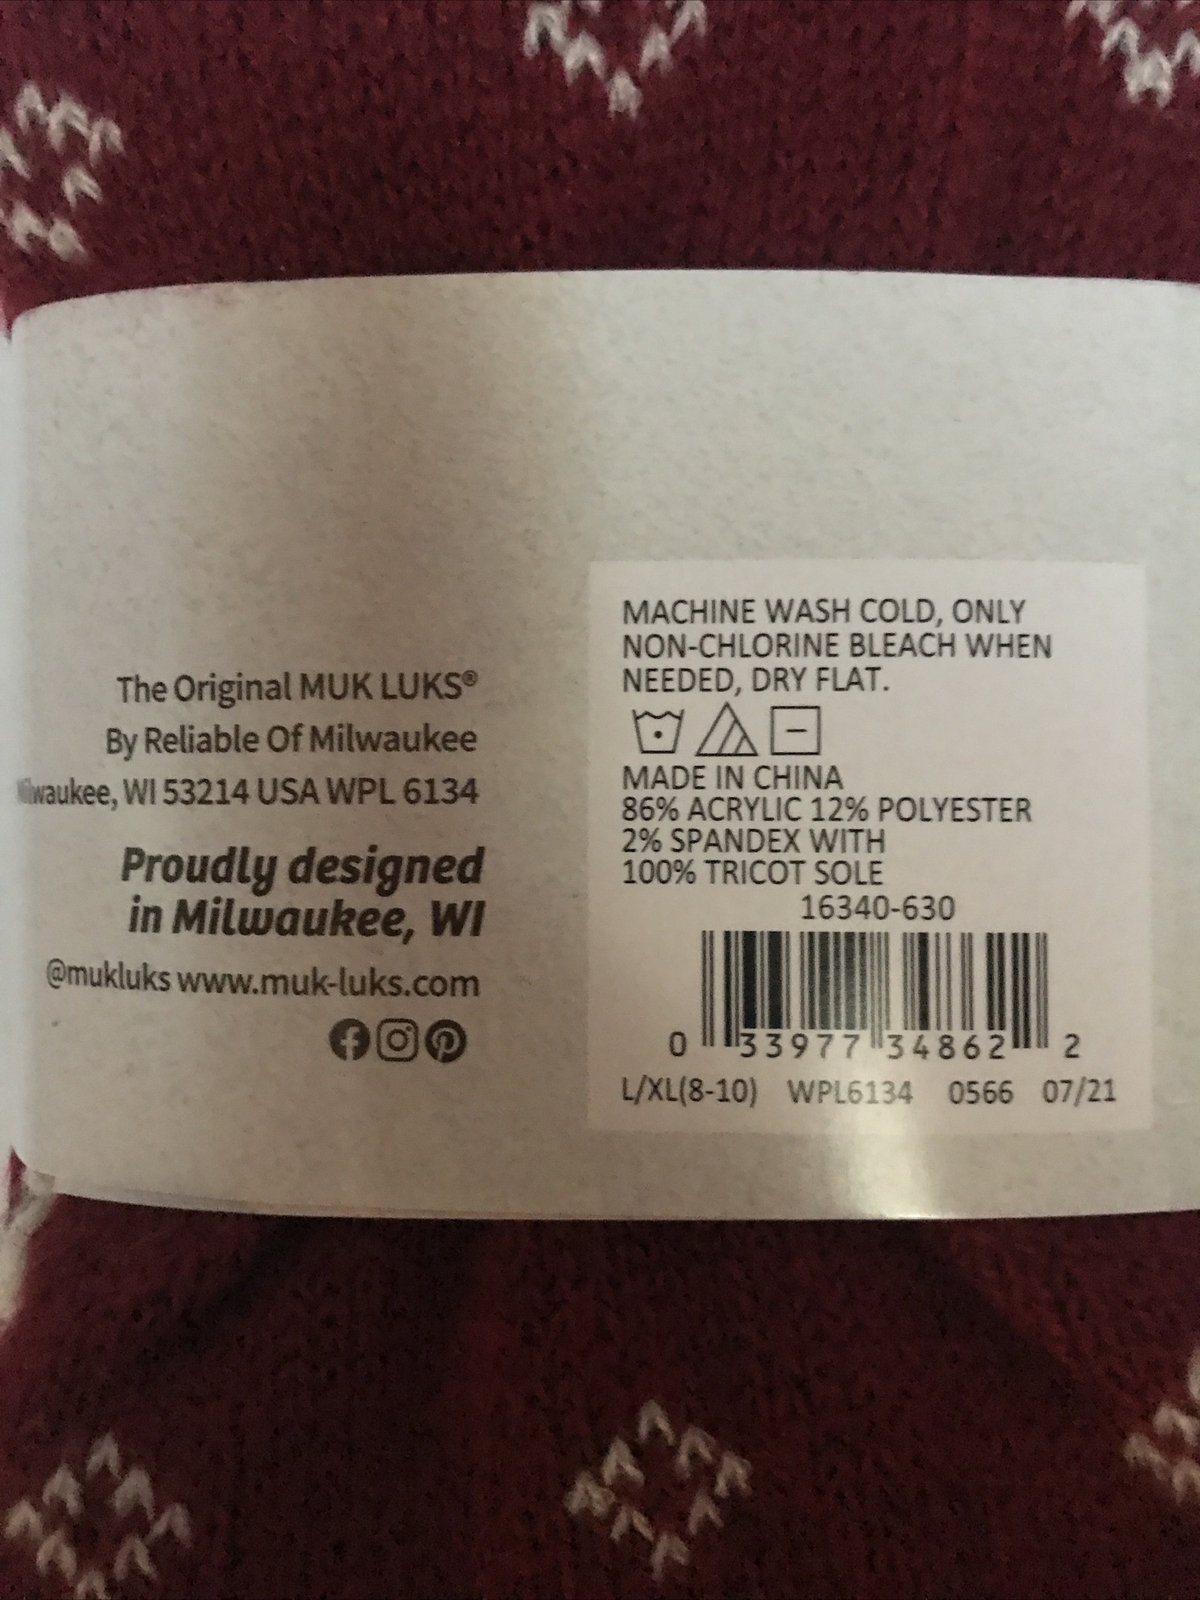 The Original MUK LUKS®
By Reliable Of Milwaukee
WI 53214 USA WPL 6134
Proudly designed
in Milwaukee, WI
@mukluks www.muk-luks.com
MACHINE WASH COLD, ONLY
NON-CHLORINE BLEACH WHEN
NEEDED, DRY FLAT.
MADE IN CHINA
86% ACRYLIC 12% POLYESTER
2% SPANDEX WITH
100% TRICOT SOLE
16340-630
0 33977 34862 2
L/XL(8-10) WPL6134 0566 07/21